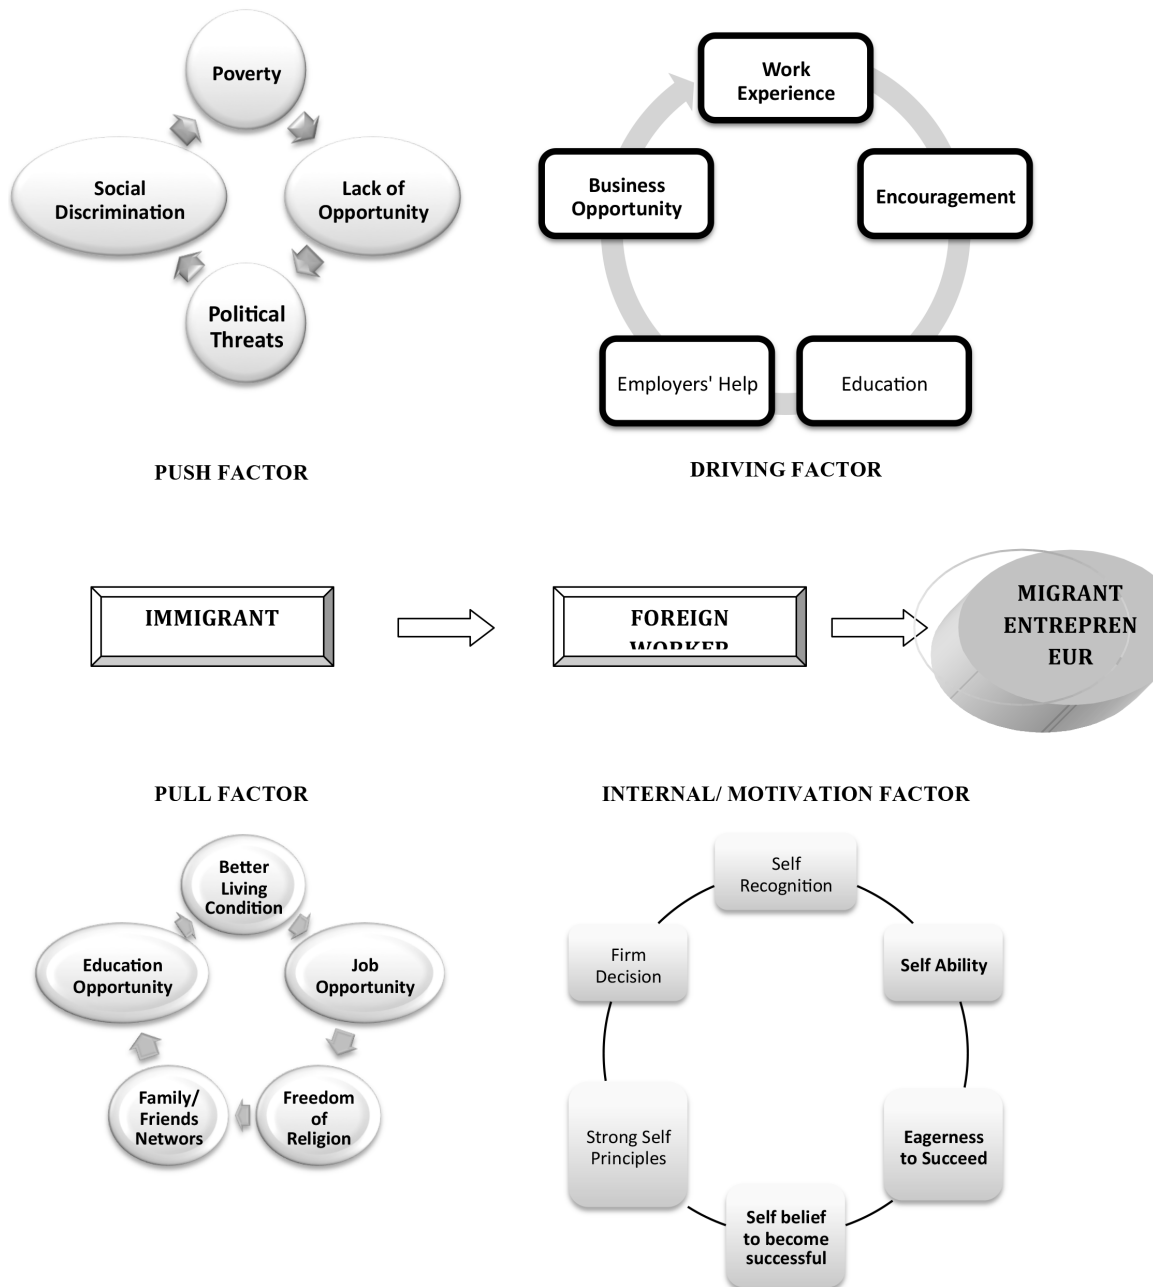 Poverty
Social
Discrimination
Lack of
Opportunity
Political
Threats
PUSH FACTOR
Work
Experience
Business
Opportunity
Encouragement
Employers' Help
Education
DRIVING FACTOR
IMMIGRANT
FOREIGN
WORKER
MIGRANT
ENTREPREN
EUR
PULL FACTOR
Better
Living
Condition
Education
Opportunity
Job
Opportunity
Family/
Friends
Networs
Freedom
of
Religion
INTERNAL/ MOTIVATION FACTOR
Self
Recognition
Firm
Decision
Self Ability
Strong Self
Principles
Eagerness
to Succeed
Self belief
to become
successful